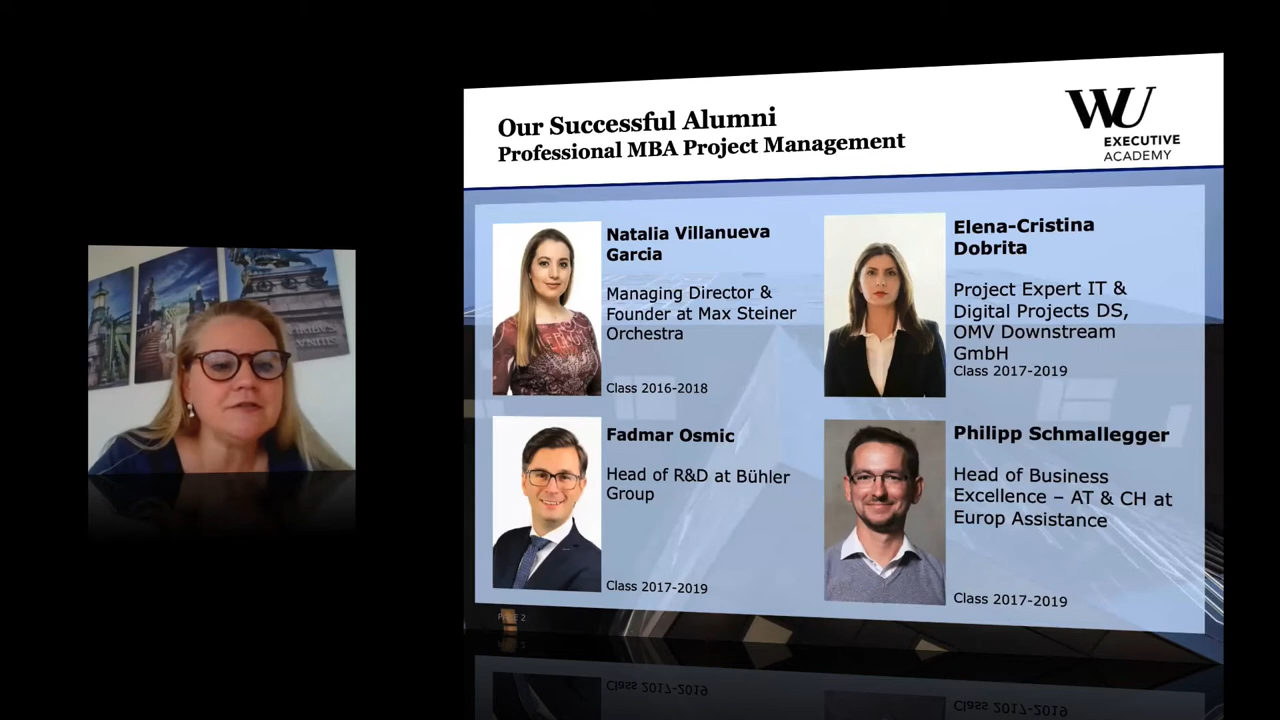 Our Successful Alumni
Professional MBA Project Management
WU
EXECUTIVE
ACADEMY
Natalia Villanueva
Garcia
Managing Director &
Founder at Max Steiner
Orchestra
Class 2016-2018
Elena-Cristina
Dobrita
Project Expert IT &
Digital Projects DS,
OMV Downstream
GmbH
Class 2017-2019
Fadmar Osmic
Head of R&D at Bühler
Group
Class 2017-2019
Philipp Schmallegger
Head of Business
Excellence – AT & CH at
Europ Assistance
Class 2017-2019